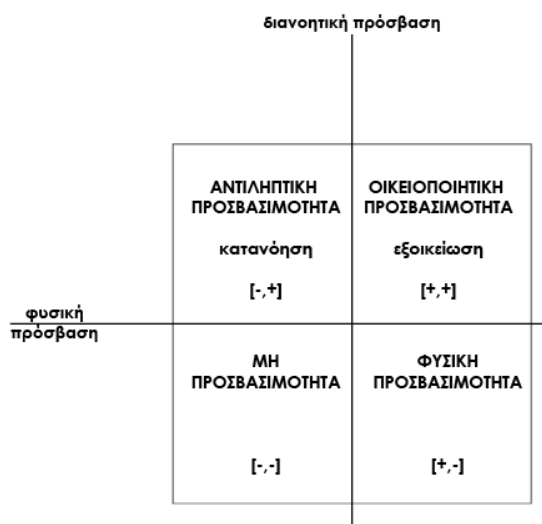 διανοητική πρόσβαση
ΑΝΤΙΛΗΠΤΙΚΗ
ΠΡΟΣΒΑΣΙΜΟΤΗΤΑ
κατανόηση
[-,+]
ΟΙΚΕΙΟΠΟΙΗΤΙΚΗ
ΠΡΟΣΒΑΣΙΜΟΤΗΤΑ
εξοικείωση
[+,+]
φυσική
πρόσβαση
ΜΗ
ΠΡΟΣΒΑΣΙΜΟΤΗΤΑ
[-,-]
ΦΥΣΙΚΗ
ΠΡΟΣΒΑΣΙΜΟΤΗΤΑ
[+,-]